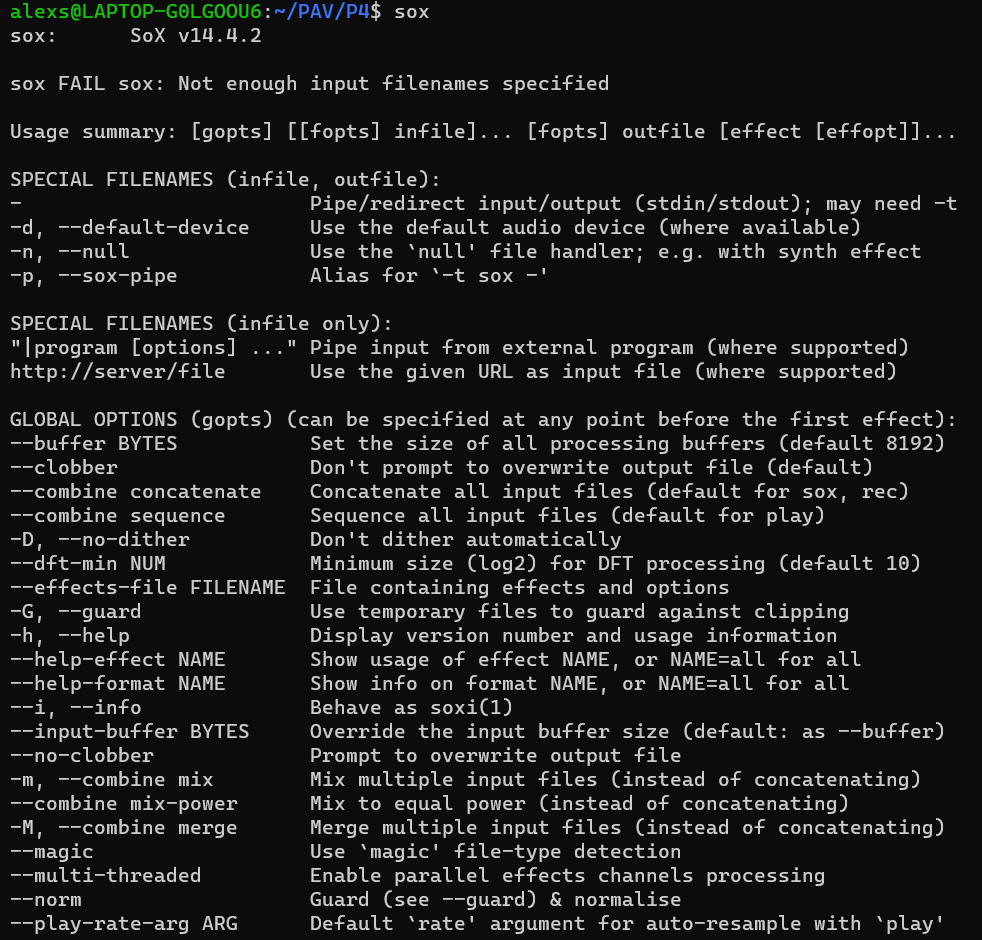 alexs@LAPTOP-G0LGOOU6:~/PAV/P4$ sox
sox:      SoX v14.4.2

sox FAIL sox: Not enough input filenames specified

Usage summary: [gopts] [[fopts] infile]... [fopts] outfile [effect [effopt]]...

SPECIAL FILENAMES (infile, outfile):
-                        Pipe/redirect input/output (stdin/stdout); may need -t
-d, --default-device     Use the default audio device (where available)
-n, --null               Use the `null' file handler; e.g. with synth effect
-p, --sox-pipe           Alias for `-t sox -'

SPECIAL FILENAMES (infile only):
"|program [options] ..." Pipe input from external program (where supported)
http://server/file       Use the given URL as input file (where supported)

GLOBAL OPTIONS (gopts) (can be specified at any point before the first effect):
--buffer BYTES           Set the size of all processing buffers (default 8192)
--clobber                Don't prompt to overwrite output file (default)
--combine concatenate    Concatenate all input files (default for sox, rec)
--combine sequence       Sequence all input files (default for play)
-D, --no-dither          Don't dither automatically
--dft-min NUM            Minimum size (log2) for DFT processing (default 10)
--effects-file FILENAME  File containing effects and options
-G, --guard              Use temporary files to guard against clipping
-h, --help               Display version number and usage information
--help-effect NAME       Show usage of effect NAME, or NAME=all for all
--help-format NAME       Show info on format NAME, or NAME=all for all
--i, --info              Behave as soxi(1)
--input-buffer BYTES     Override the input buffer size (default: as --buffer)
--no-clobber             Prompt to overwrite output file
-m, --combine mix        Mix multiple input files (instead of concatenating)
--combine mix-power      Mix to equal power (instead of concatenating)
-M, --combine merge      Merge multiple input files (instead of concatenating)
--magic                  Use `magic' file-type detection
--multi-threaded         Enable parallel effects channels processing
--norm                   Guard (see --guard) & normalise
--play-rate-arg ARG      Default `rate' argument for auto-resample with `play'